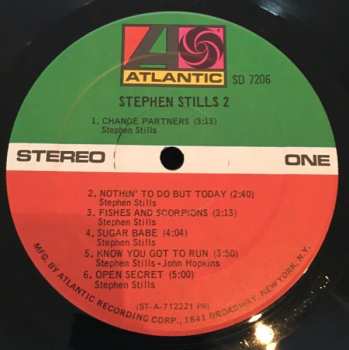 ATLANTIC
SD 7206
STEPHEN STILLS 2
1. CHANGE PARTNERS (3:13)
Stephen Stills
STEREO ONE
2. NOTHIN' TO DO BUT TODAY (2:40)
Stephen Stills
3. FISHES AND SCORPIONS (3:13)
Stephen Stills
4. SUGAR BABE (4:04)
Stephen Stills
5. KNOW YOU GOT TO RUN (3:50)
Stephen Stills-John Hopkins
6. OPEN SECRET (5:00)
Stephen Stills
(ST-A-712221 PR)
MFG. BY ATLANTIC RECORDING CORP., 1841 BROADWAY, NEW YORK, N.Y.